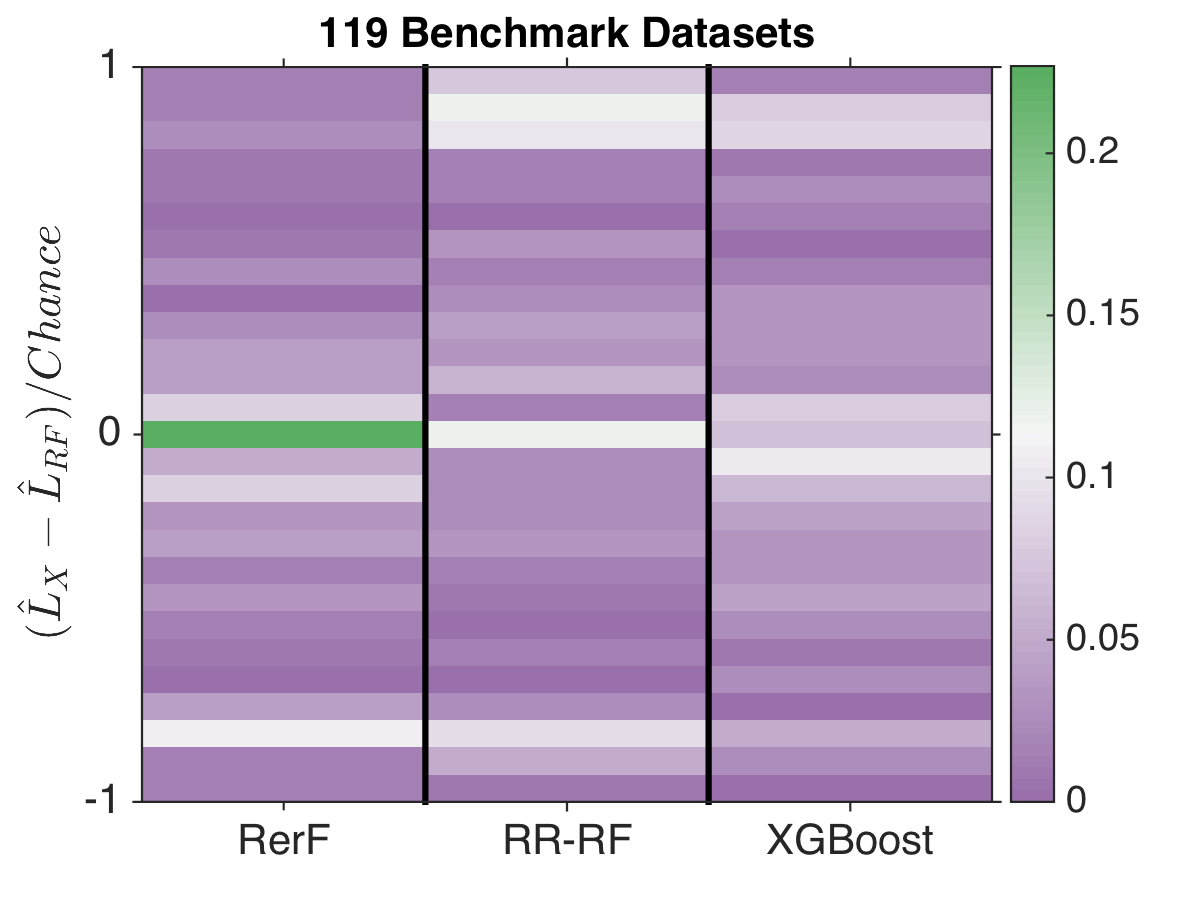 119 Benchmark Datasets
(L̂_X − L̂_RF)/Chance
1
0
-1
RerF RR-RF XGBoost
0.2
0.15
0.1
0.05
0